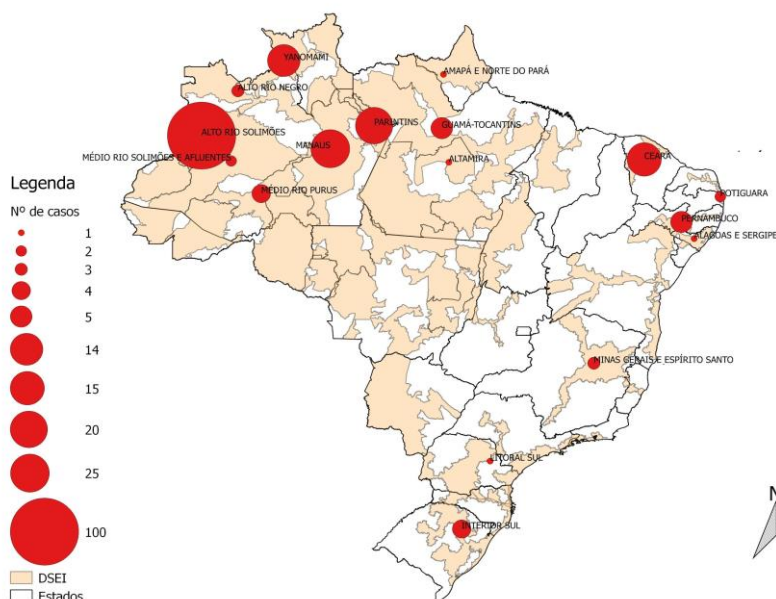 YANOMAMI
AMAPÁ E NORTE DO PARÁ
ALTO RIO NEGRO
ALTO RIO SOLIMÕES
PARINTINS
GUAMÁ-TOCANTINS
MANAUS
MÉDIO RIO SOLIMÕES E AFLUENTES
ALTAMIRA
CEARÁ
MÉDIO RIO PURUS
POTIGUARA
PERNAMBUCO
ALAGOAS E SERGIPE
MINAS GERAIS E ESPÍRITO SANTO
LITORAL SUL
INTERIOR SUL
Legenda
Nº de casos
1
2
3
4
5
14
15
20
25
100
DSEI
Estados
N